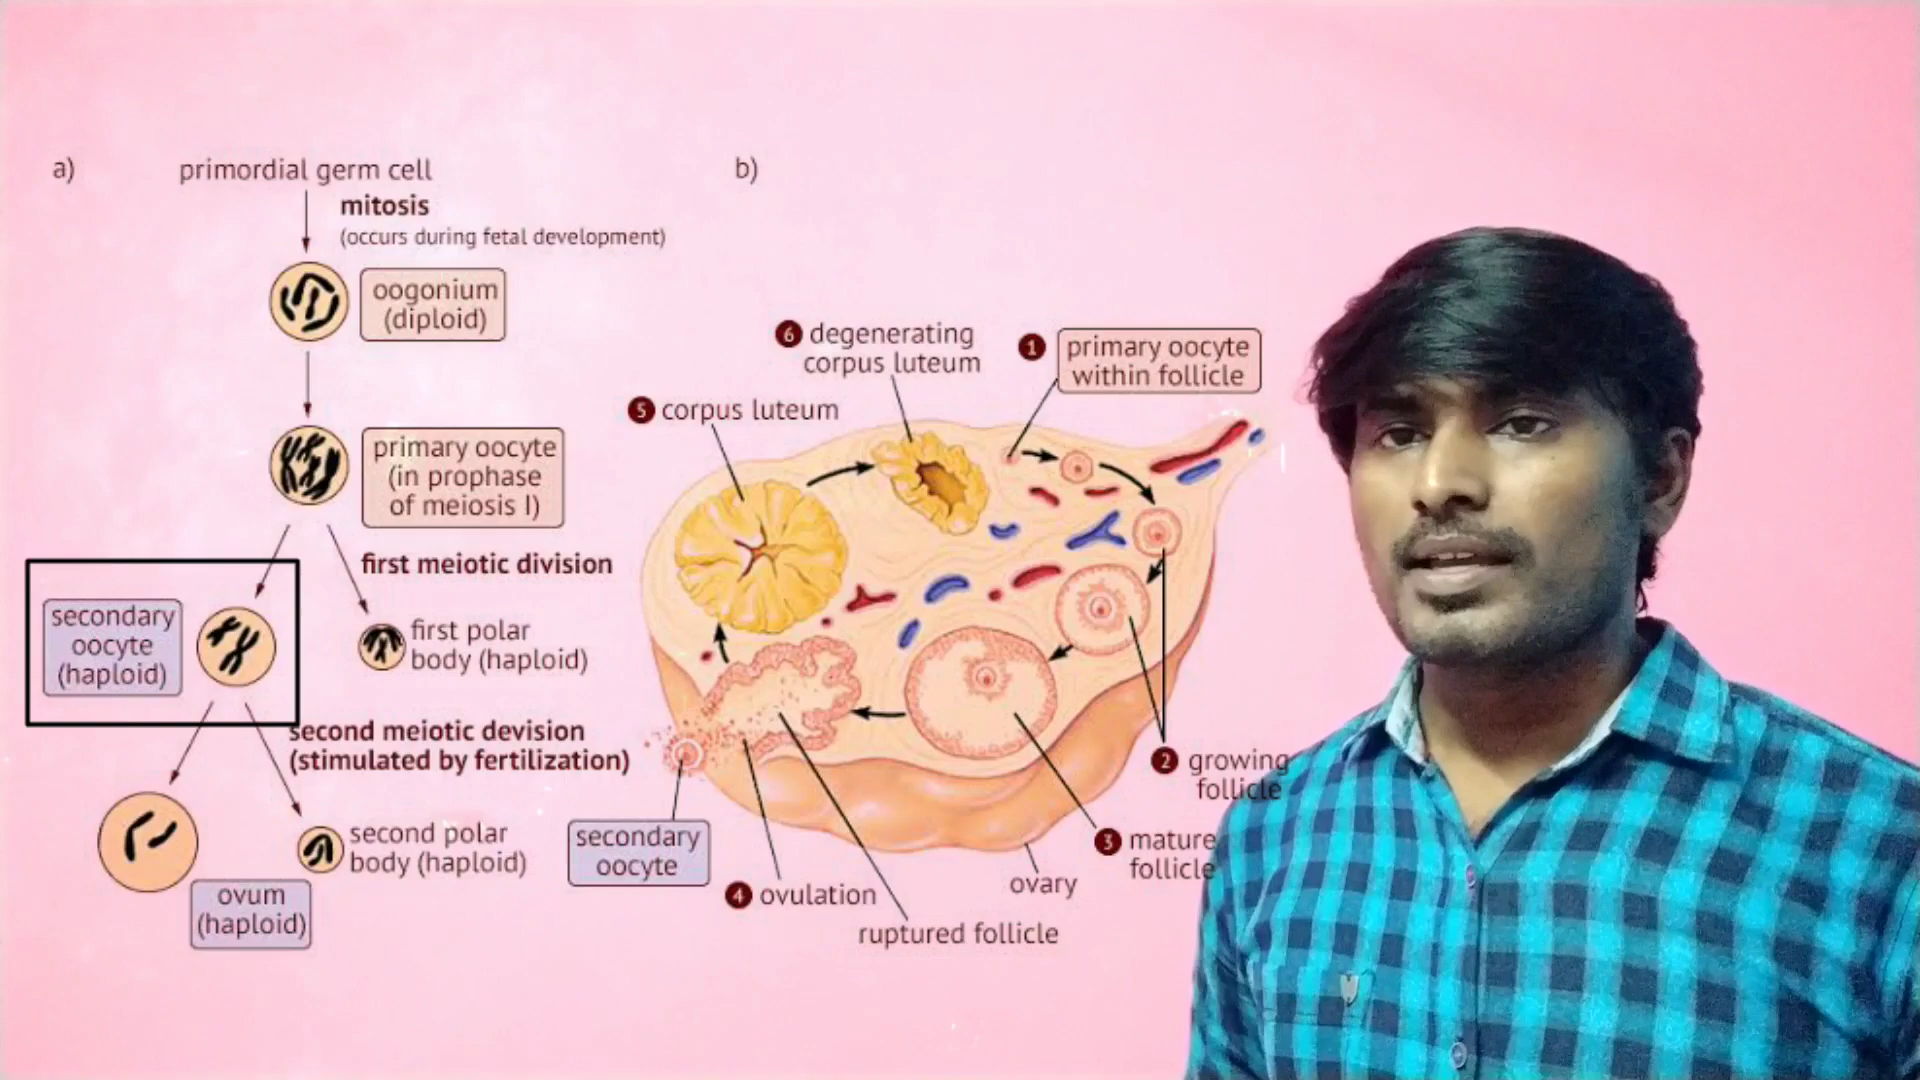 a)
primordial germ cell
mitosis
(occurs during fetal development)
oogonium
(diploid)
primary oocyte
(in prophase
of meiosis I)
first meiotic division
secondary
oocyte
(haploid)
first polar
body (haploid)
second meiotic devision
(stimulated by fertilization)
second polar
body (haploid)
ovum
(haploid)
b)
6 degenerating
corpus luteum
1 primary oocyte
within follicle
5 corpus luteum
2 growing
follicle
3 mature
follicle
secondary
oocyte
4 ovulation
ovary
ruptured follicle